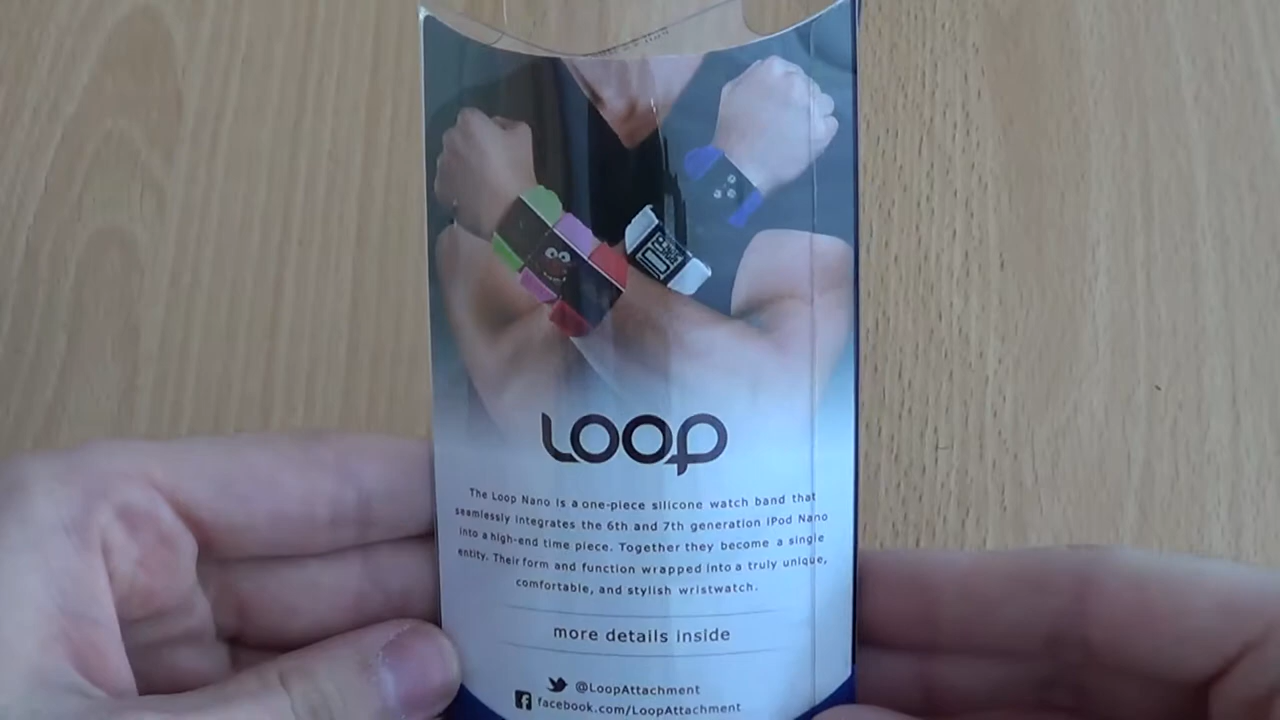 LOOP
The Loop Nano is a one-piece silicone watch band that
seamlessly integrates the 6th and 7th generation iPod Nano
into a high-end time piece. Together they become a single
entity. Their form and function wrapped into a truly unique,
comfortable, and stylish wristwatch.
more details inside
@LoopAttachment
facebook.com/LoopAttachment